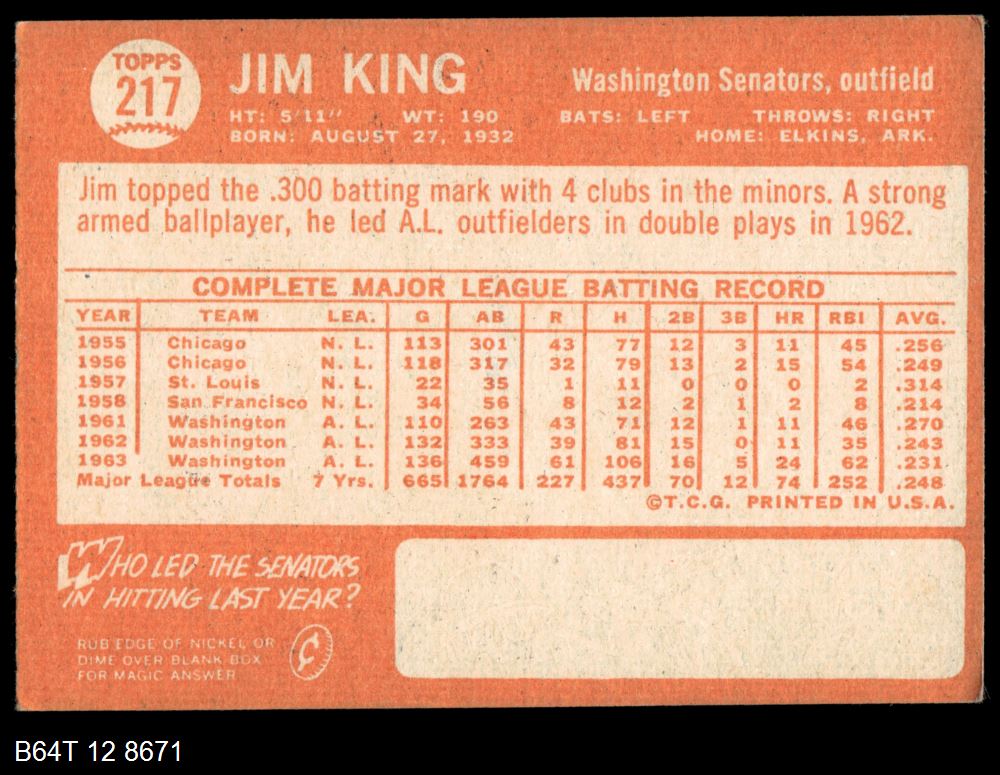 TOPPS
217
JIM KING
Washington Senators, outfield
HT: 5'11" WT: 190 BATS: LEFT THROWS: RIGHT
BORN: AUGUST 27, 1932 HOME: ELKINS, ARK.
Jim topped the .300 batting mark with 4 clubs in the minors. A strong
armed ballplayer, he led A.L. outfielders in double plays in 1962.
COMPLETE MAJOR LEAGUE BATTING RECORD
YEAR TEAM LEA. G AB R H 2B 3B HR RBI AVG.
1955 Chicago N. L. 113 301 43 77 12 3 11 45 .256
1956 Chicago N. L. 118 317 32 79 13 2 15 54 .249
1957 St. Louis N. L. 22 35 1 11 0 0 0 2 .314
1958 San Francisco N. L. 34 56 8 12 2 1 2 8 .214
1961 Washington A. L. 110 263 43 71 12 1 11 46 .270
1962 Washington A. L. 132 333 39 81 15 0 11 35 .243
1963 Washington A. L. 136 459 61 106 16 5 24 62 .231
Major League Totals 7 Yrs. 665 1764 227 437 70 12 74 252 .248
©T.C.G. PRINTED IN U.S.A.
WHO LED THE SENATORS
IN HITTING LAST YEAR?
RUB EDGE OF NICKEL OR
DIME OVER BLANK BOX
FOR MAGIC ANSWER
¢
B64T 12 8671